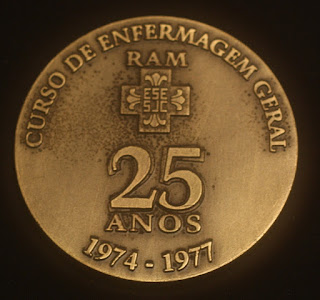 CURSO DE ENFERMAGEM GERAL
RAM
ESE
SJC
25
ANOS
1974 - 1977